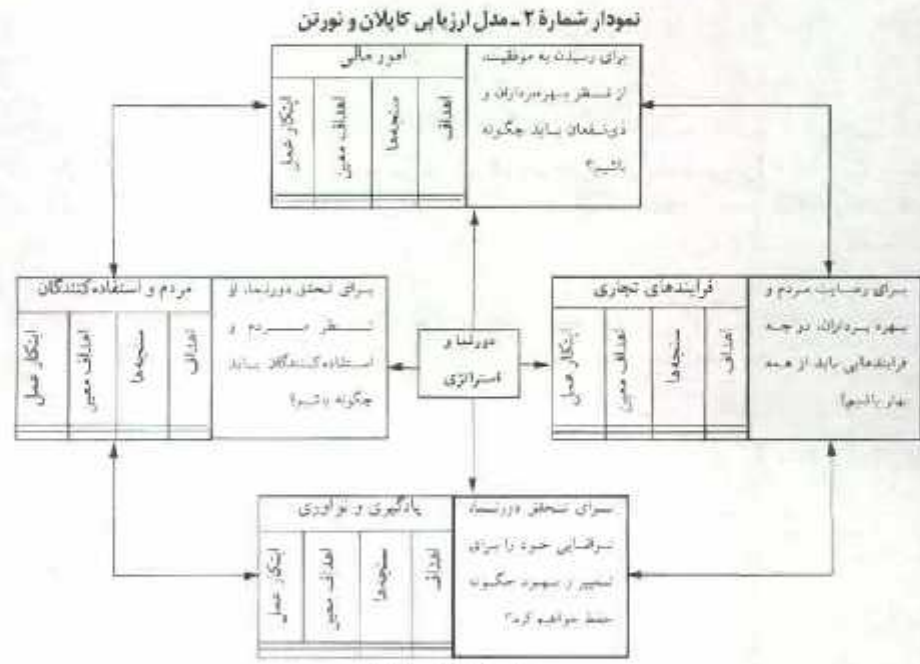 نمودار شمارهٔ ۲ ـ مدل ارزیابی کاپلان و نورتن
امور مالی
اهداف
سنجه‌ها
اهداف معین
ابتکار عمل
برای رسیدن به موفقیت،
از نظر بهره‌برداران و
ذی‌نفعان باید چگونه
باشیم؟
فرایندهای تجاری
اهداف
سنجه‌ها
اهداف معین
ابتکار عمل
برای رضایت مردم و
بهره برداران، در چه
فرایندهایی باید از همه
بهتر باشیم؟
دورنما و
استراتژی
مردم و استفاده‌کنندگان
اهداف
سنجه‌ها
اهداف معین
ابتکار عمل
برای تحقق دورنما، از
نظر مردم و
استفاده‌کنندگان باید
چگونه باشیم؟
یادگیری و نوآوری
اهداف
سنجه‌ها
اهداف معین
ابتکار عمل
برای تحقق دورنما،
توانایی خود را برای
تغییر و بهبود چگونه
حفظ خواهیم کرد؟